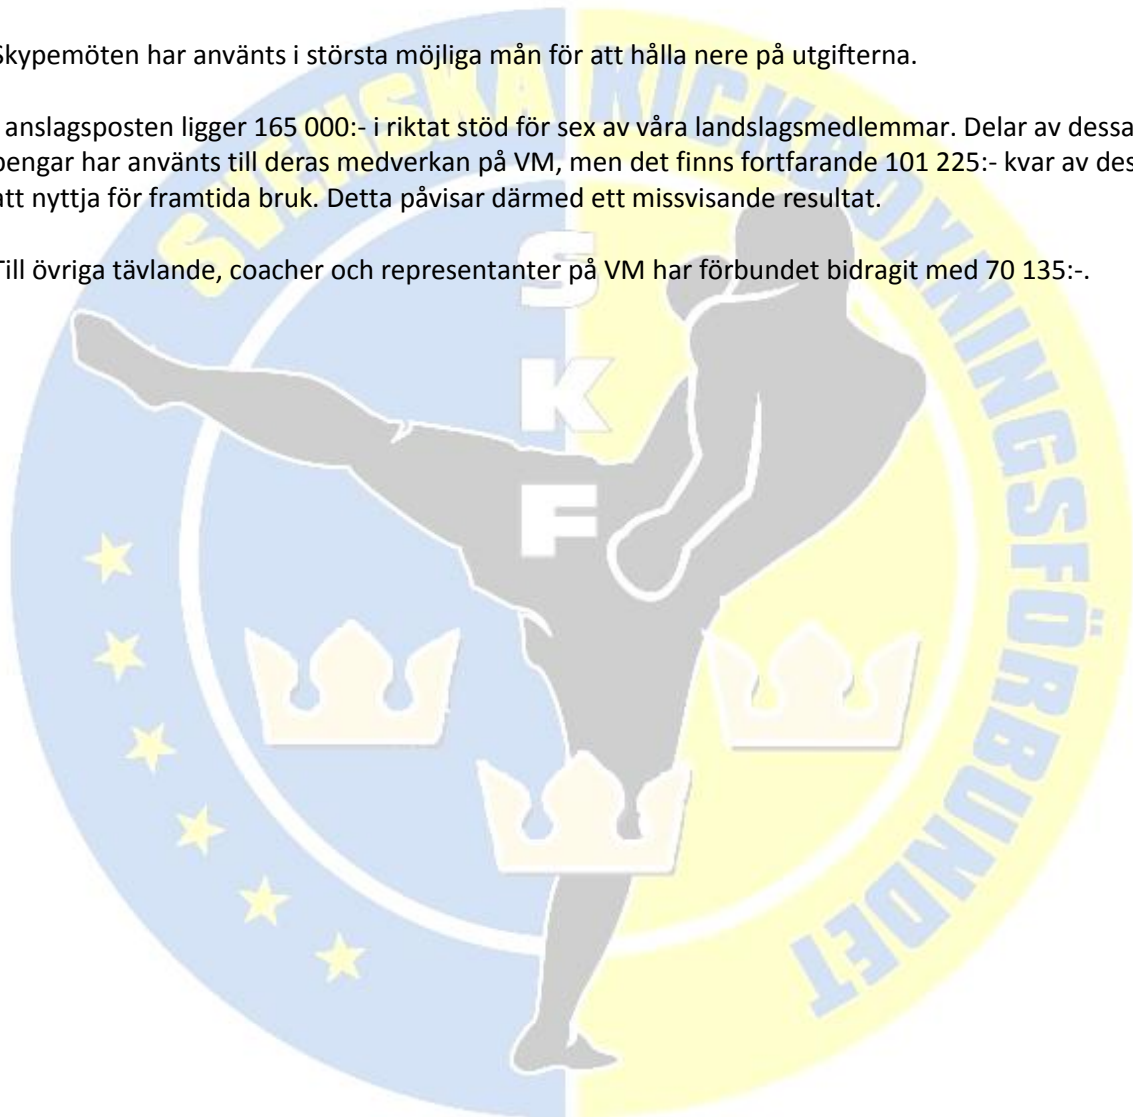 Skypemöten har använts i största möjliga mån för att hålla nere på utgifterna.
anslagsposten ligger 165 000:- i riktat stöd för sex av våra landslagsmedlemmar. Delar av dessa
pengar har använts till deras medverkan på VM, men det finns fortfarande 101 225:- kvar av des
att nyttja för framtida bruk. Detta påvisar därmed ett missvisande resultat.
Till övriga tävlande, coacher och representanter på VM har förbundet bidragit med 70 135:-.
SVENSKA KICKBOXNINGSFÖRBUNDET
S
K
F